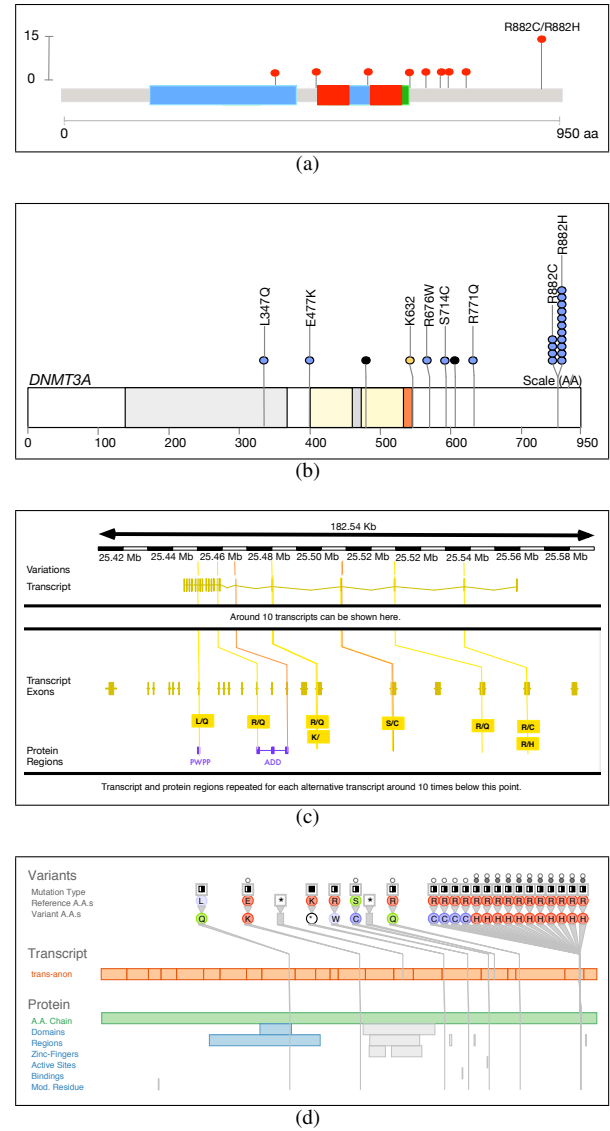 R882C/R882H
15
0
0 950 aa
(a)
L347Q E477K K632 R676W S714C R771Q R882C R882H
DNMT3A Scale (AA)
0 100 200 300 400 500 600 700 950
(b)
182.54 Kb
25.42 Mb 25.44 Mb 25.46 Mb 25.48 Mb 25.50 Mb 25.52 Mb 25.52 Mb 25.54 Mb 25.56 Mb 25.58 Mb
Variations
Transcript
Around 10 transcripts can be shown here.
Transcript
Exons
L/Q R/Q R/Q S/C R/Q R/C
K/ R/H
Protein
Regions
PWPP ADD
Transcript and protein regions repeated for each alternative transcript around 10 times below this point.
(c)
Variants
Mutation Type * *
Reference A.A.s L E K R S R R R R R R R R R R R R R R R R
Variant A.A.s Q K * W C Q C C C C H H H H H H H H H H H
Transcript
trans-anon
Protein
A.A. Chain
Domains
Regions
Zinc-Fingers
Active Sites
Bindings
Mod. Residue
(d)